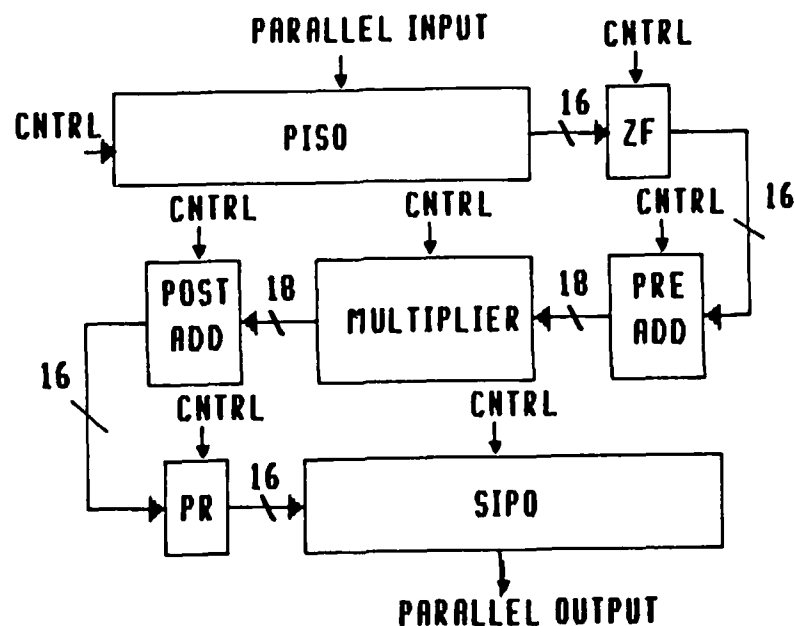 PARALLEL INPUT
CNTRL
CNTRL
PISO
16
ZF
16
CNTRL
CNTRL
CNTRL
POST
ADD
18
MULTIPLIER
18
PRE
ADD
16
CNTRL
CNTRL
PR
16
SIPO
PARALLEL OUTPUT